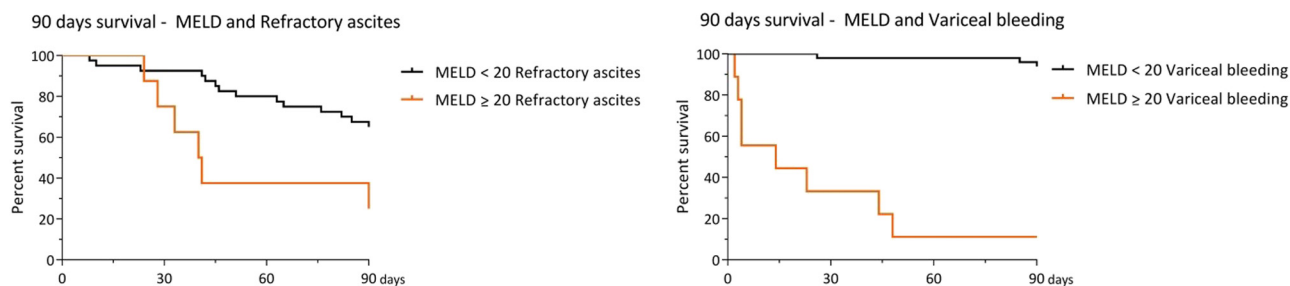 90 days survival - MELD and Refractory ascites
Percent survival
100
80
60
40
20
0
0 30 60 90 days
MELD < 20 Refractory ascites
MELD ≥ 20 Refractory ascites
90 days survival - MELD and Variceal bleeding
Percent survival
100
80
60
40
20
0
0 30 60 90 days
MELD < 20 Variceal bleeding
MELD ≥ 20 Variceal bleeding